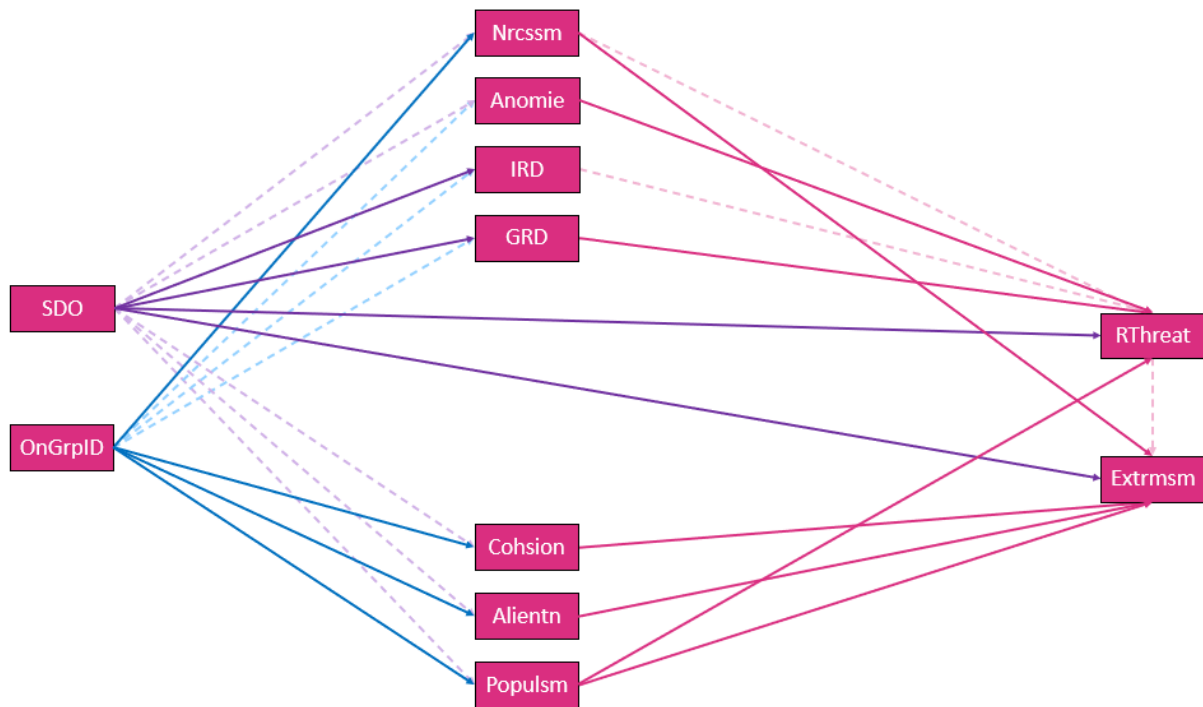 Nrcssm
Anomie
IRD
GRD
SDO
RThreat
OnGrpID
Extrmsm
Cohsion
Alientn
Populsm